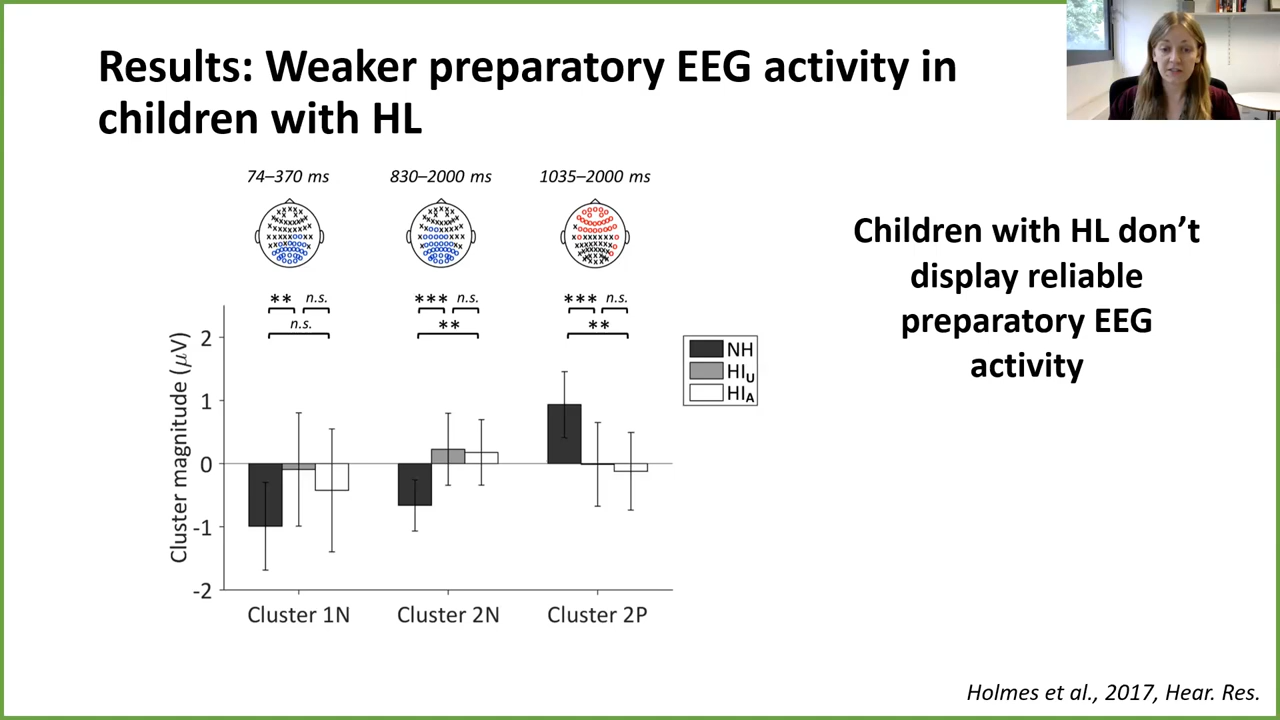 Results: Weaker preparatory EEG activity in
children with HL
74–370 ms
830–2000 ms
1035–2000 ms
** n.s.
n.s.
*** n.s.
**
*** n.s.
**
Cluster magnitude (μV)
2
1
0
-1
-2
Cluster 1N
Cluster 2N
Cluster 2P
NH
HIU
HIA
Children with HL don’t
display reliable
preparatory EEG
activity
Holmes et al., 2017, Hear. Res.